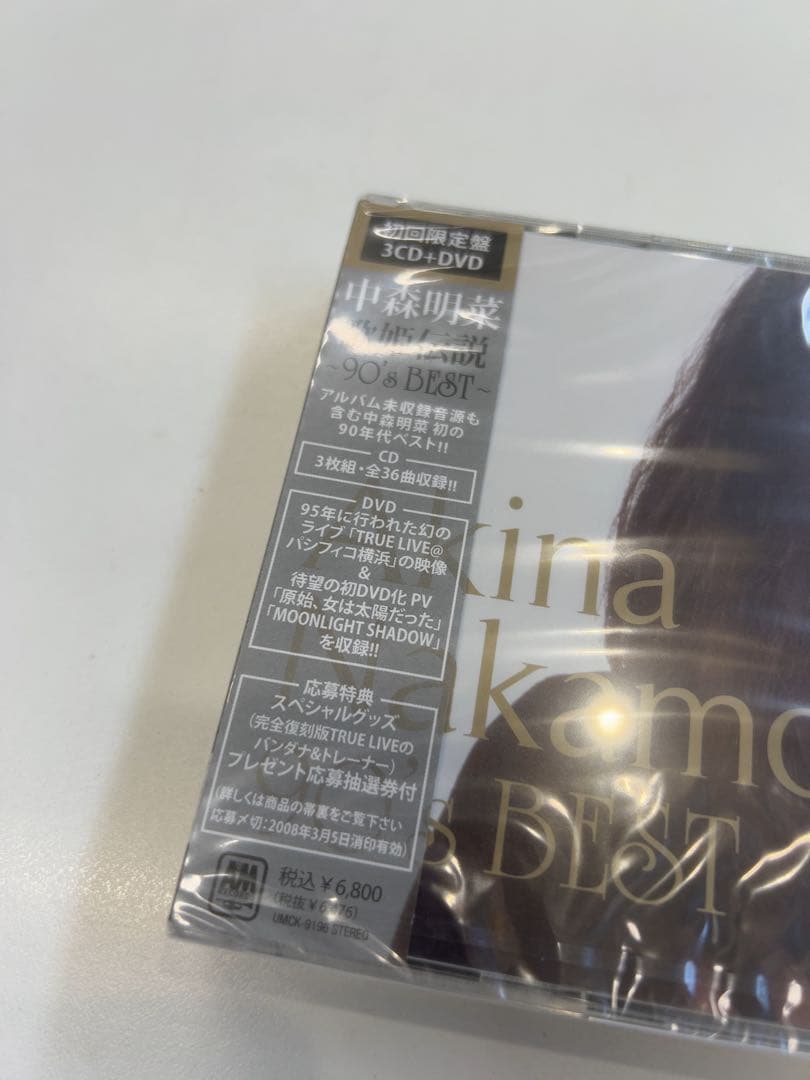 初回限定盤
3CD+DVD
中森明菜
歌姫伝説
~90's BEST~
アルバム未収録音源も
含む中森明菜 初の
90年代ベスト!!
CD
3枚組・全36曲収録!!
DVD
95年に行われた幻の
ライブ「TRUE LIVE@
パシフィコ横浜」の映像
&
待望の初DVD化 PV
「原始、女は太陽だった」
「MOONLIGHT SHADOW」
を収録!!
応募特典
スペシャルグッズ
(完全復刻版TRUE LIVEの
バンダナ&トレーナー)
プレゼント応募抽選券付
(詳しくは商品の帯裏をご覧下さい
応募〆切:2008年3月5日消印有効)
税込￥6,800
(税抜￥6,476)
UMCK-9196 STEREO
Akina
Nakamo
90's BEST